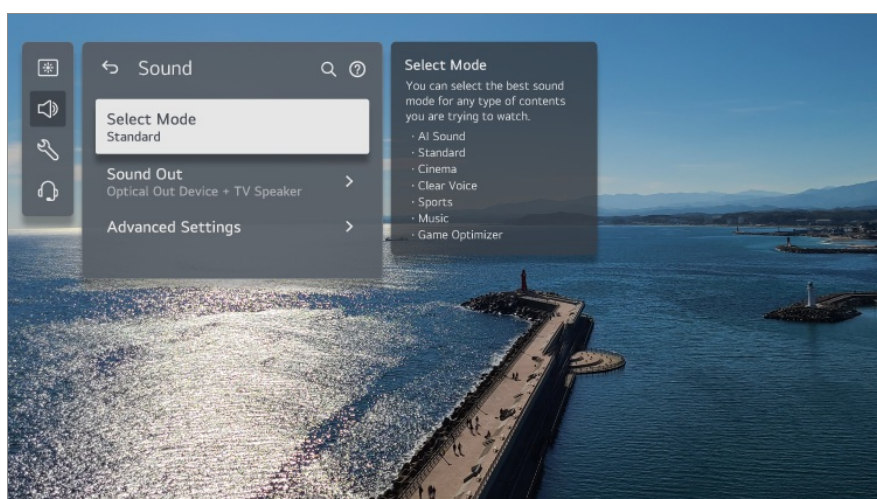 Sound
Select Mode
Standard
Sound Out
Optical Out Device + TV Speaker
Advanced Settings
Select Mode
You can select the best sound
mode for any type of contents
you are trying to watch.
· AI Sound
· Standard
· Cinema
· Clear Voice
· Sports
· Music
· Game Optimizer